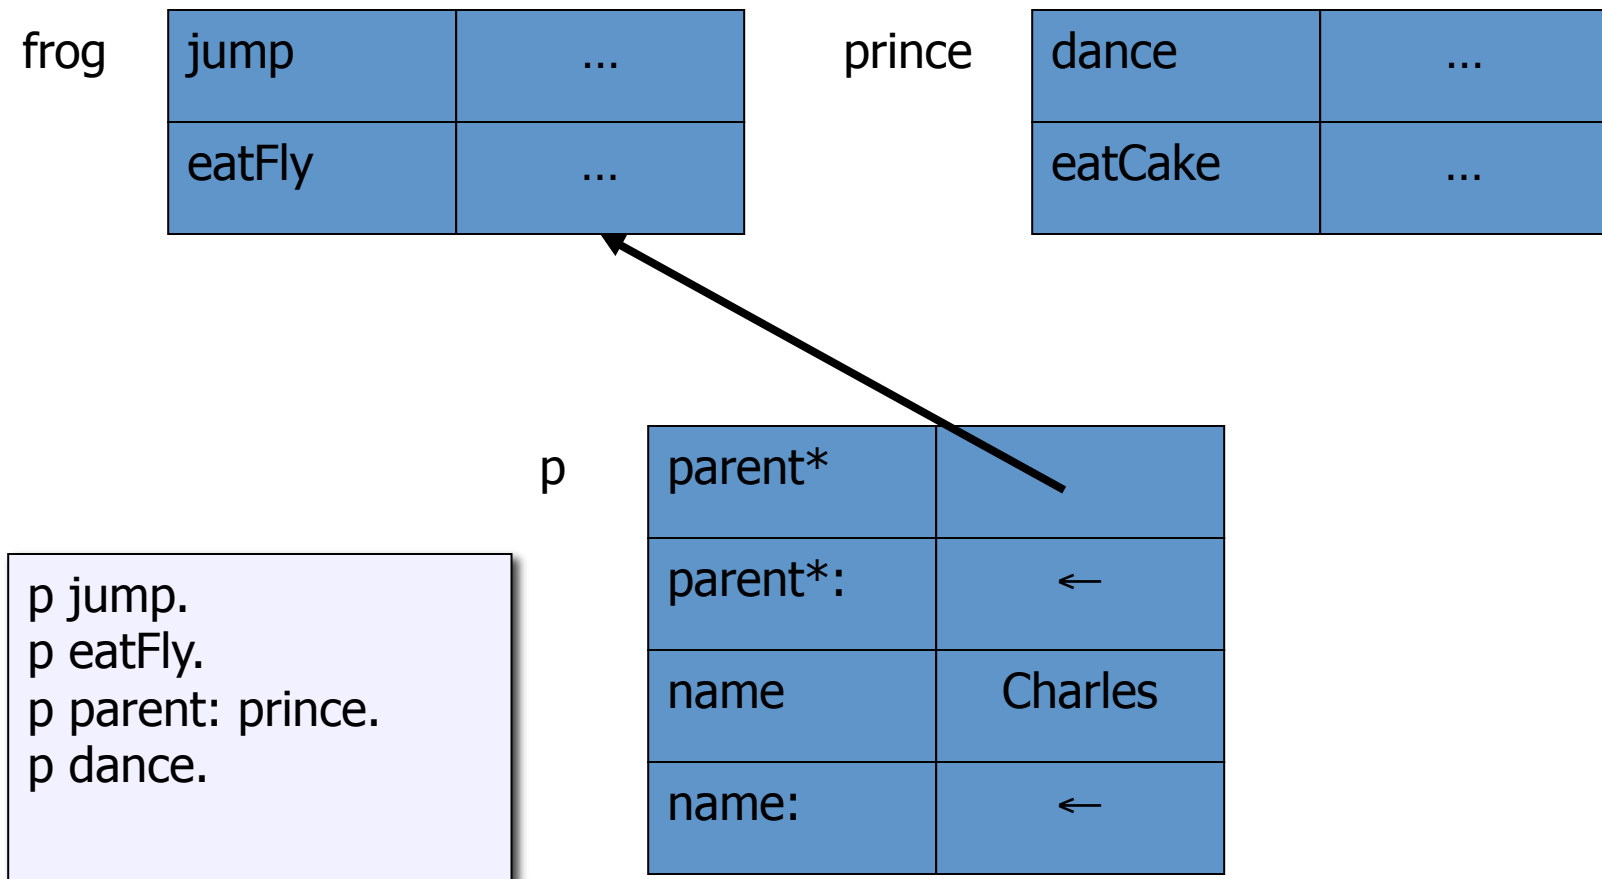 frog
jump …
eatFly …
prince
dance …
eatCake …
p
parent*
parent*: ←
name Charles
name: ←
p jump.
p eatFly.
p parent: prince.
p dance.